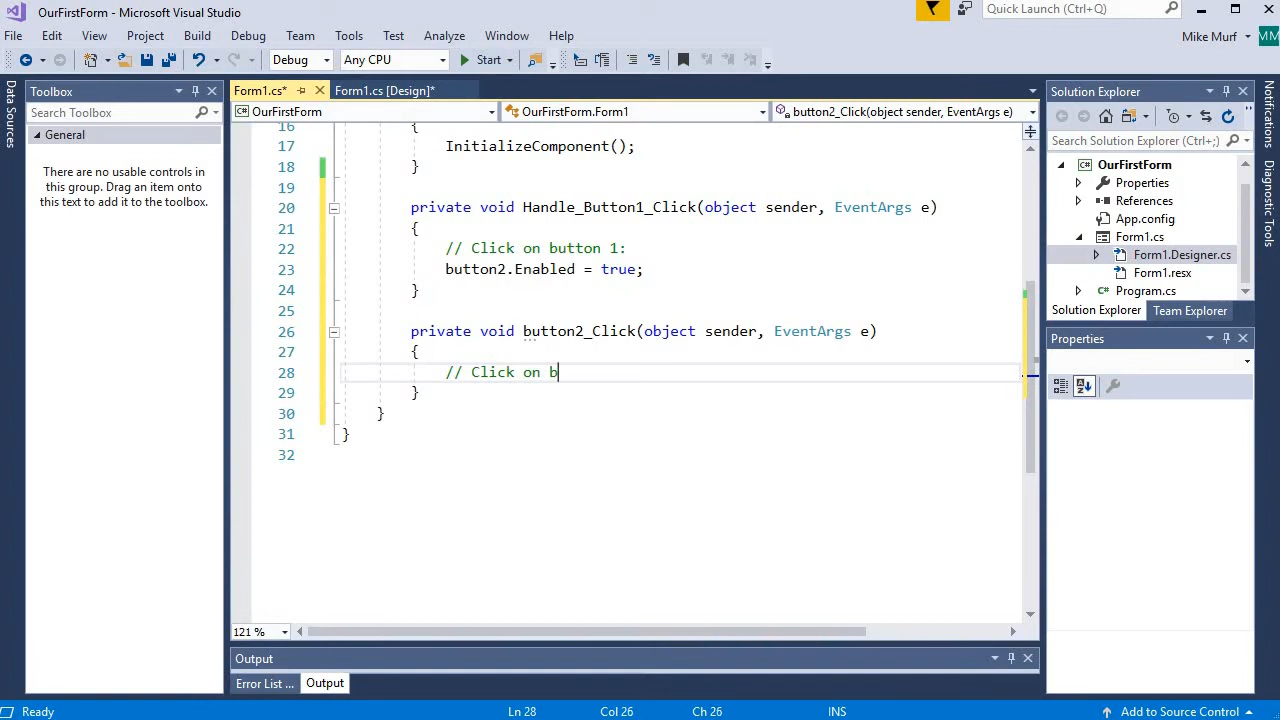 OurFirstForm - Microsoft Visual Studio
Quick Launch (Ctrl+Q)
File Edit View Project Build Debug Team Tools Test Analyze Window Help
Mike Murf MM
Debug Any CPU Start
Data Sources
Toolbox
Search Toolbox
General
There are no usable controls in
this group. Drag an item onto
this text to add it to the toolbox.
Form1.cs* Form1.cs [Design]*
OurFirstForm OurFirstForm.Form1 button2_Click(object sender, EventArgs e)
16 {
17 InitializeComponent();
18 }
19
20 private void Handle_Button1_Click(object sender, EventArgs e)
21 {
22 // Click on button 1:
23 button2.Enabled = true;
24 }
25
26 private void button2_Click(object sender, EventArgs e)
27 {
28 // Click on b
29 }
30 }
31 }
32
121 %
Output
Error List ... Output
Solution Explorer
Search Solution Explorer (Ctrl+;)
OurFirstForm
Properties
References
App.config
Form1.cs
Form1.Designer.cs
Form1.resx
Program.cs
Solution Explorer Team Explorer
Properties
Notifications
Diagnostic Tools
Ready Ln 28 Col 26 Ch 26 INS Add to Source Control